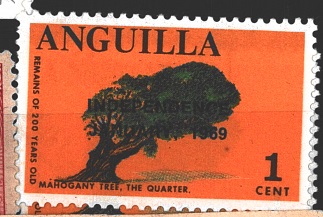 ANGUILLA
REMAINS OF 200 YEARS OLD
INDEPENDENCE
JANUARY, 1969
MAHOGANY TREE, THE QUARTER.
1
CENT